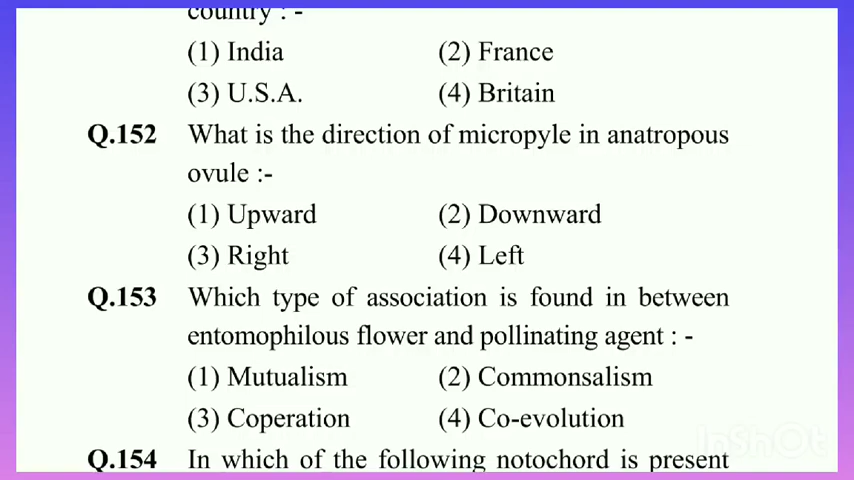 country : -
(1) India (2) France
(3) U.S.A. (4) Britain
Q.152 What is the direction of micropyle in anatropous
ovule :-
(1) Upward (2) Downward
(3) Right (4) Left
Q.153 Which type of association is found in between
entomophilous flower and pollinating agent : -
(1) Mutualism (2) Commonsalism
(3) Coperation (4) Co-evolution
InShOt
Q.154 In which of the following notochord is present